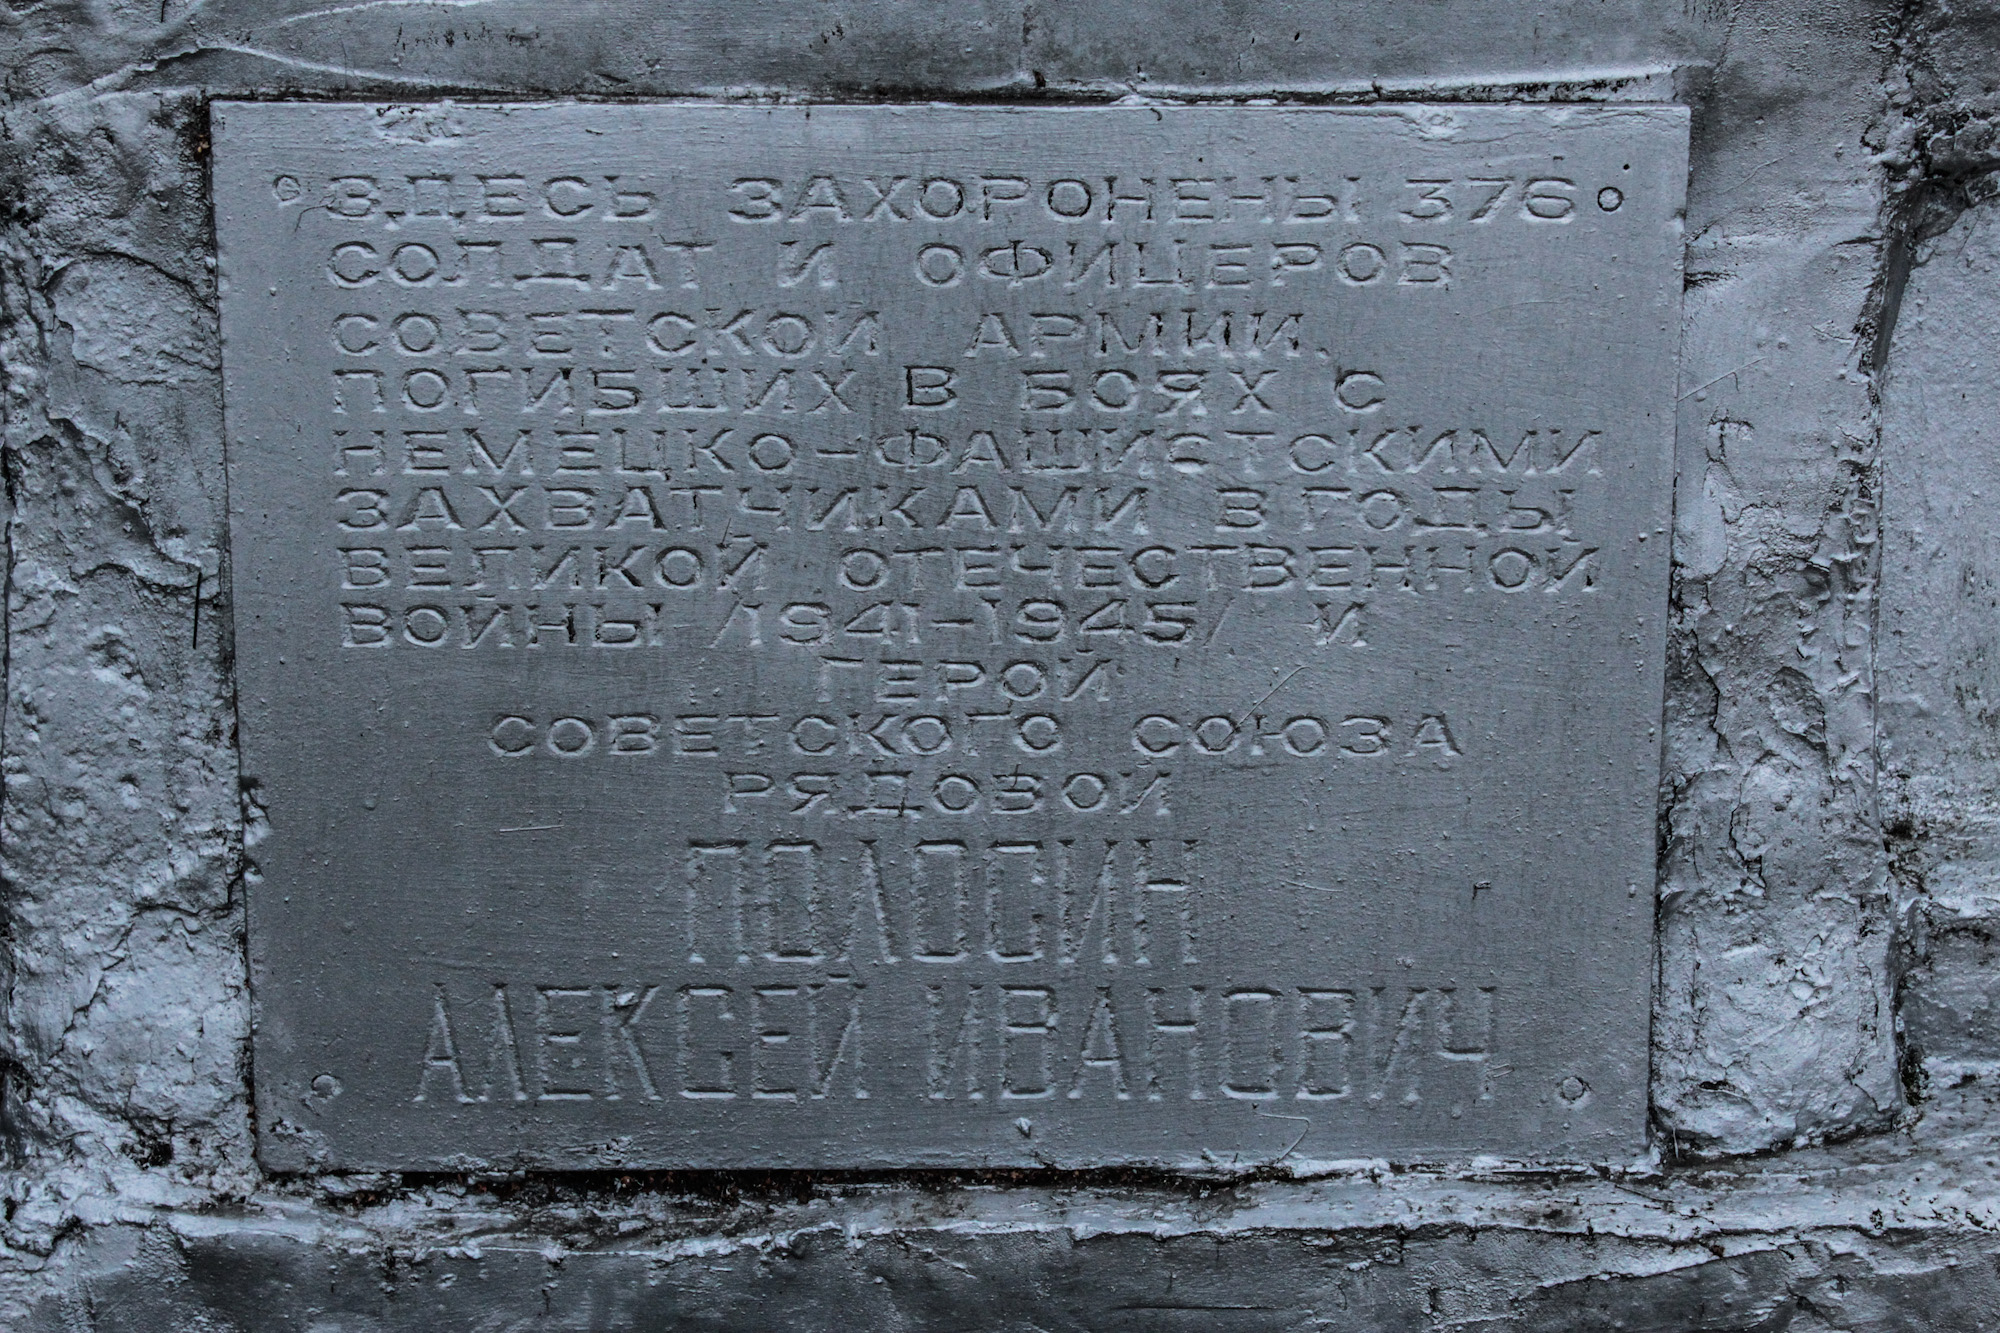 ЗДЕСЬ ЗАХОРОНЕНЫ 376
СОЛДАТ И ОФИЦЕРОВ
СОВЕТСКОЙ АРМИИ,
ПОГИБШИХ В БОЯХ С
НЕМЕЦКО-ФАШИСТСКИМИ
ЗАХВАТЧИКАМИ В ГОДЫ
ВЕЛИКОЙ ОТЕЧЕСТВЕННОЙ
ВОЙНЫ /1941-1945/ И
ГЕРОЙ
СОВЕТСКОГО СОЮЗА
РЯДОВОЙ
ПОЛОСИН
АЛЕКСЕЙ ИВАНОВИЧ